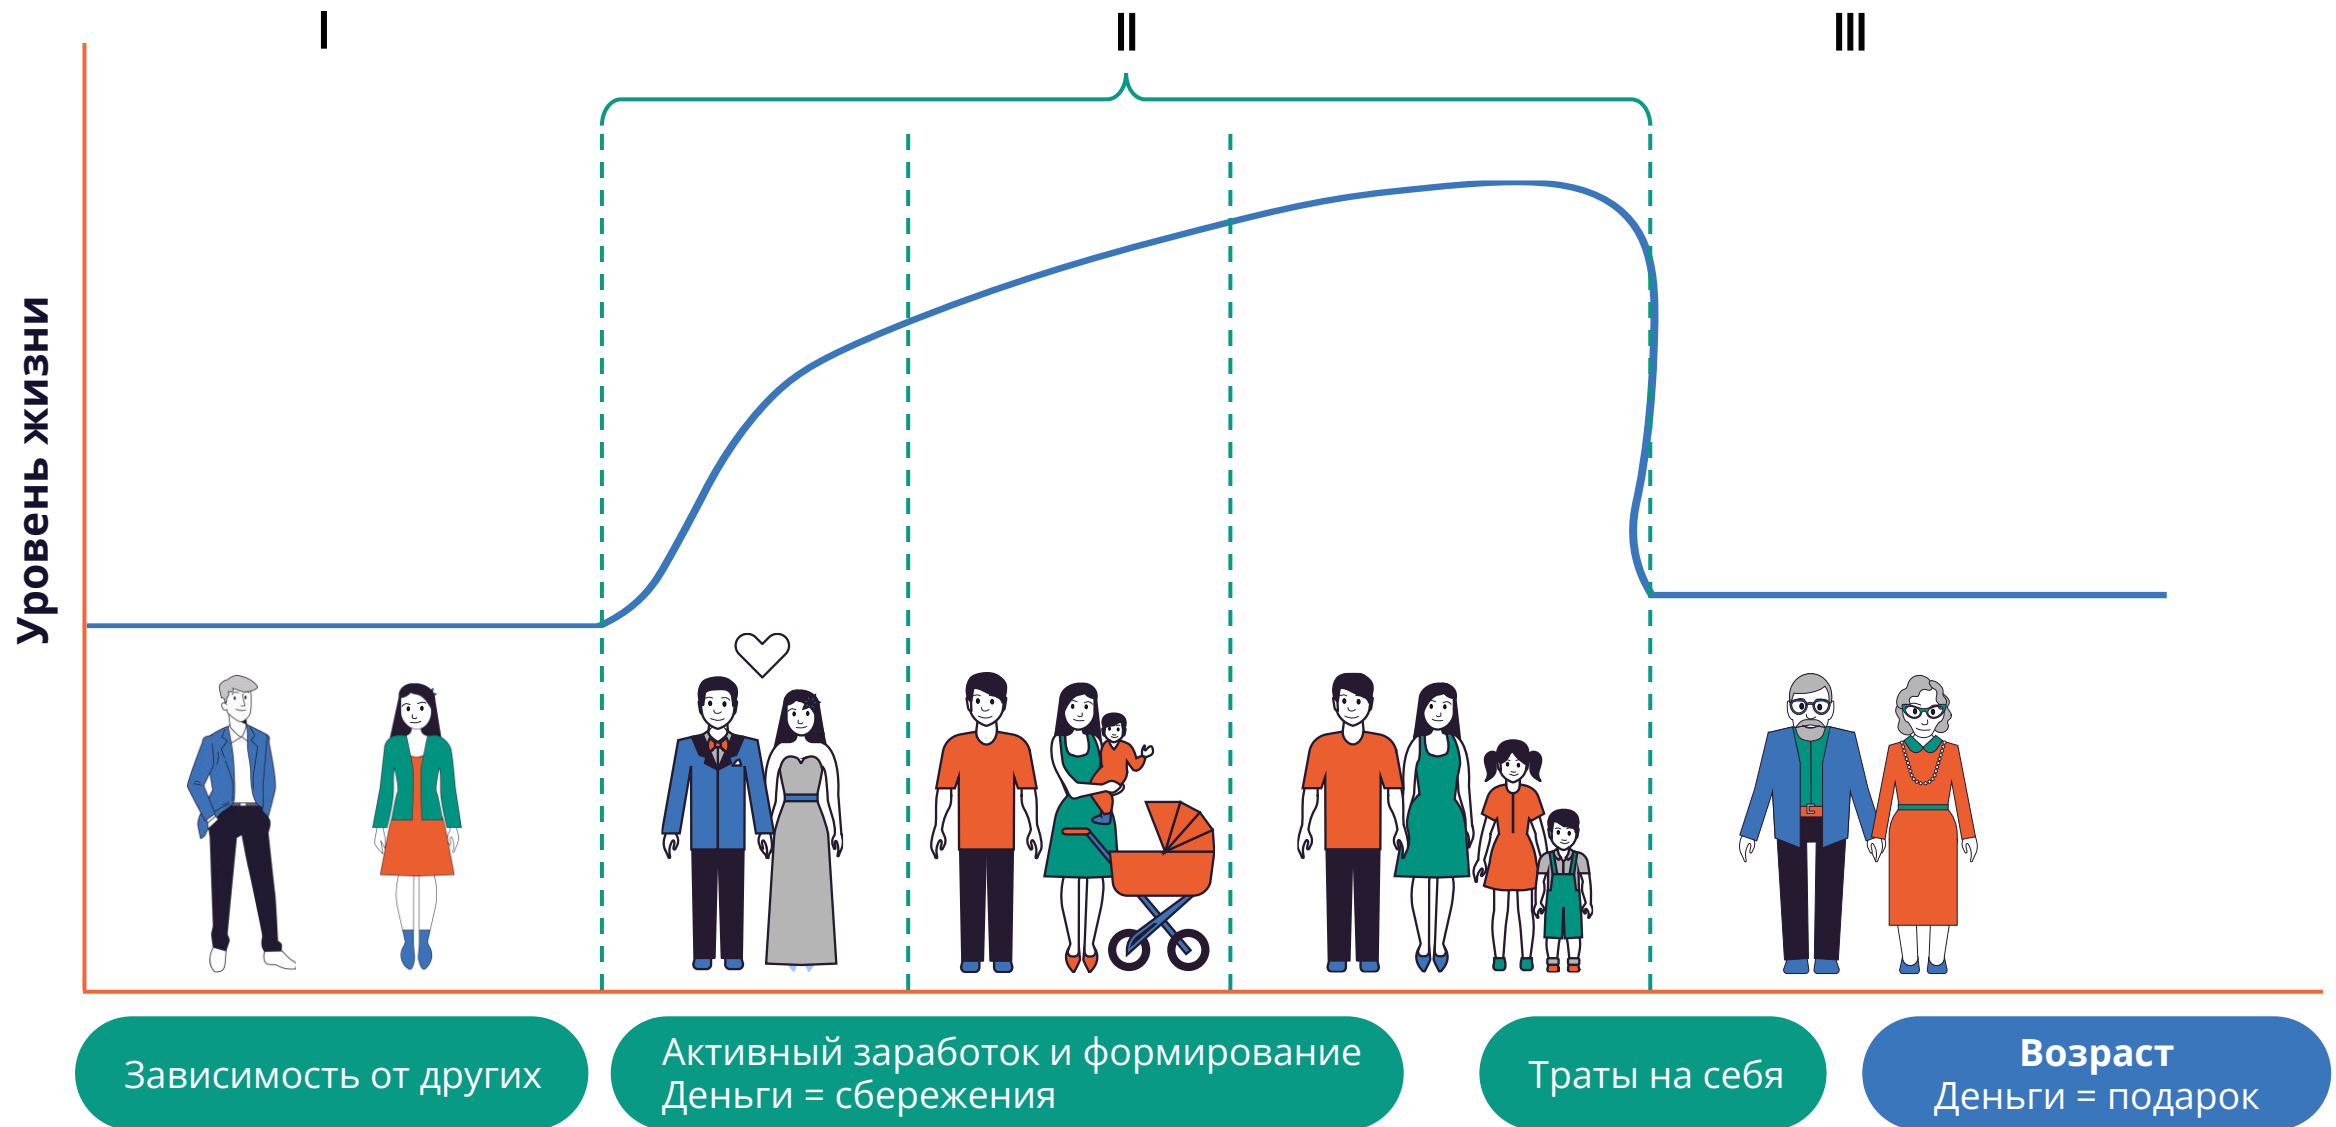 I
II
III
Уровень жизни
Зависимость от других
Активный заработок и формирование
Деньги = сбережения
Траты на себя
Возраст
Деньги = подарок